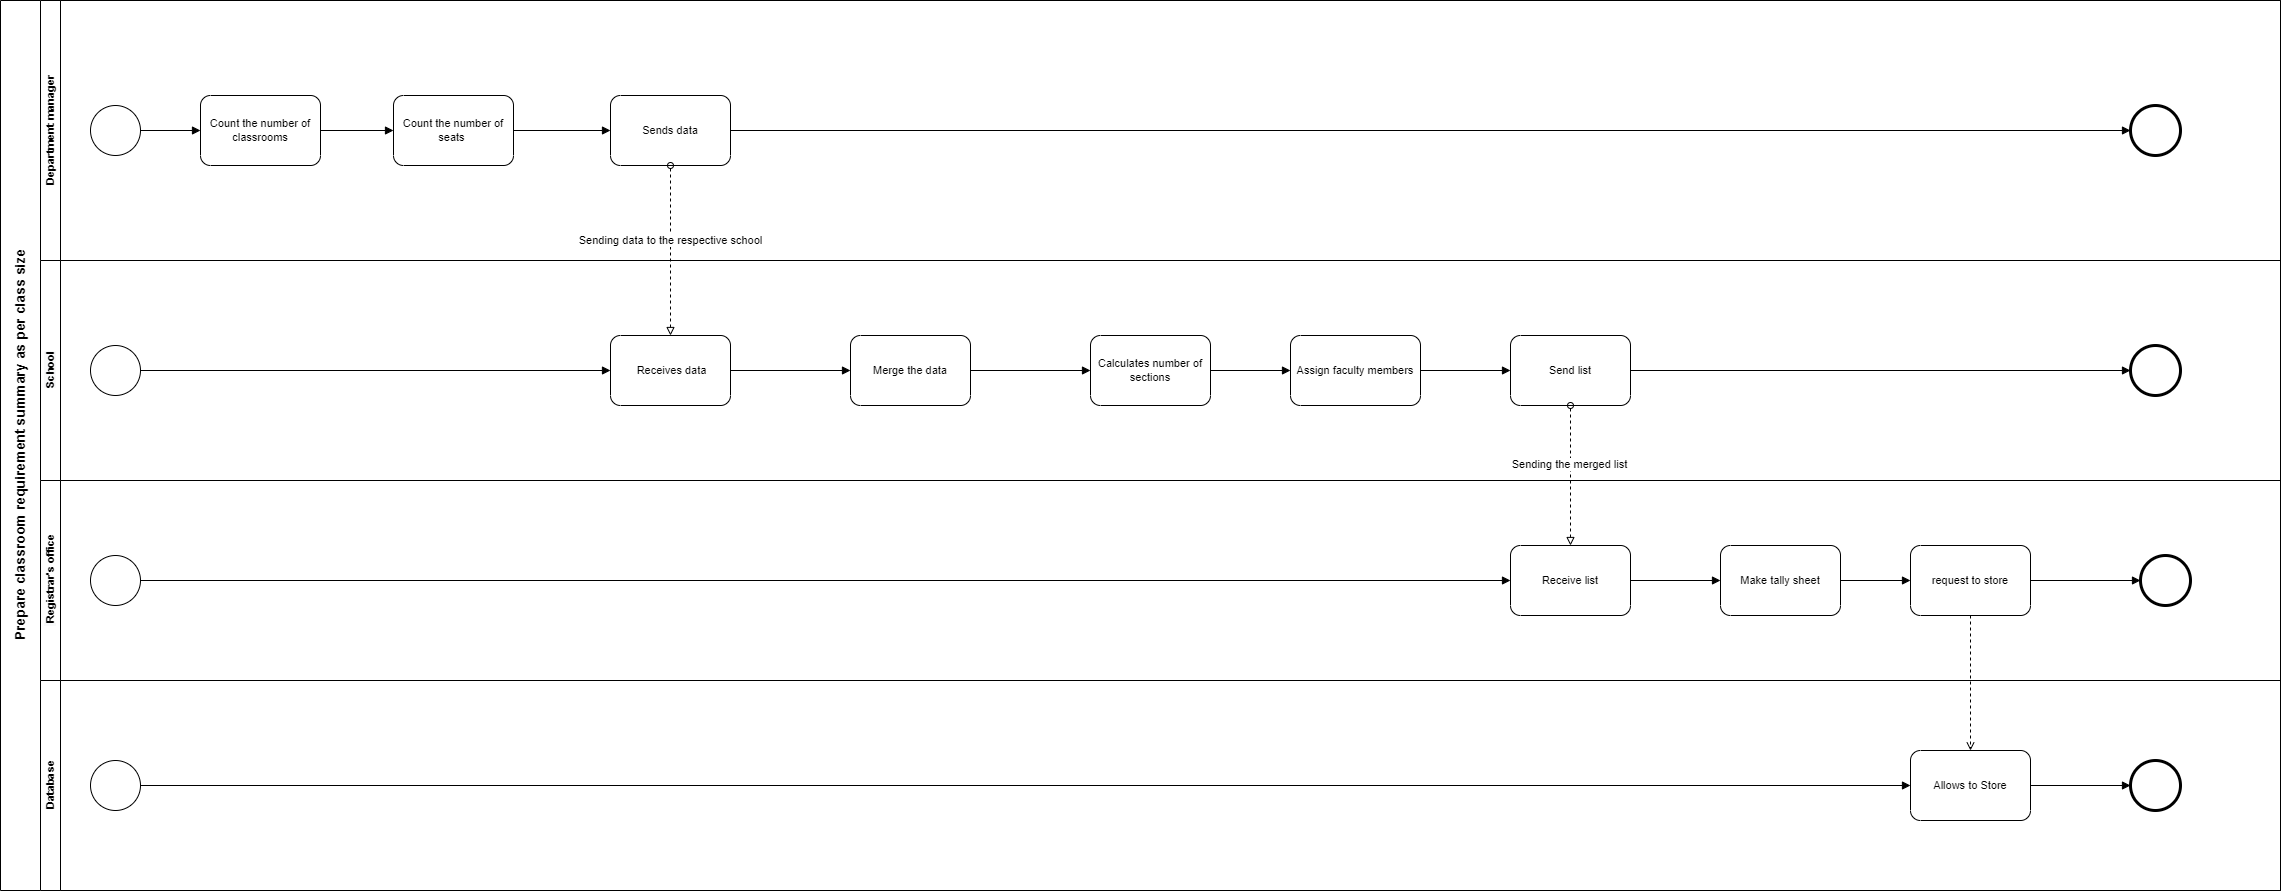 Prepare classroom requirement summary as per class size
Department manager
Count the number of
classrooms
Count the number of
seats
Sends data
Sending data to the respective school
School
Receives data
Merge the data
Calculates number of
sections
Assign faculty members
Send list
Sending the merged list
Registrar's office
Receive list
Make tally sheet
request to store
Database
Allows to Store